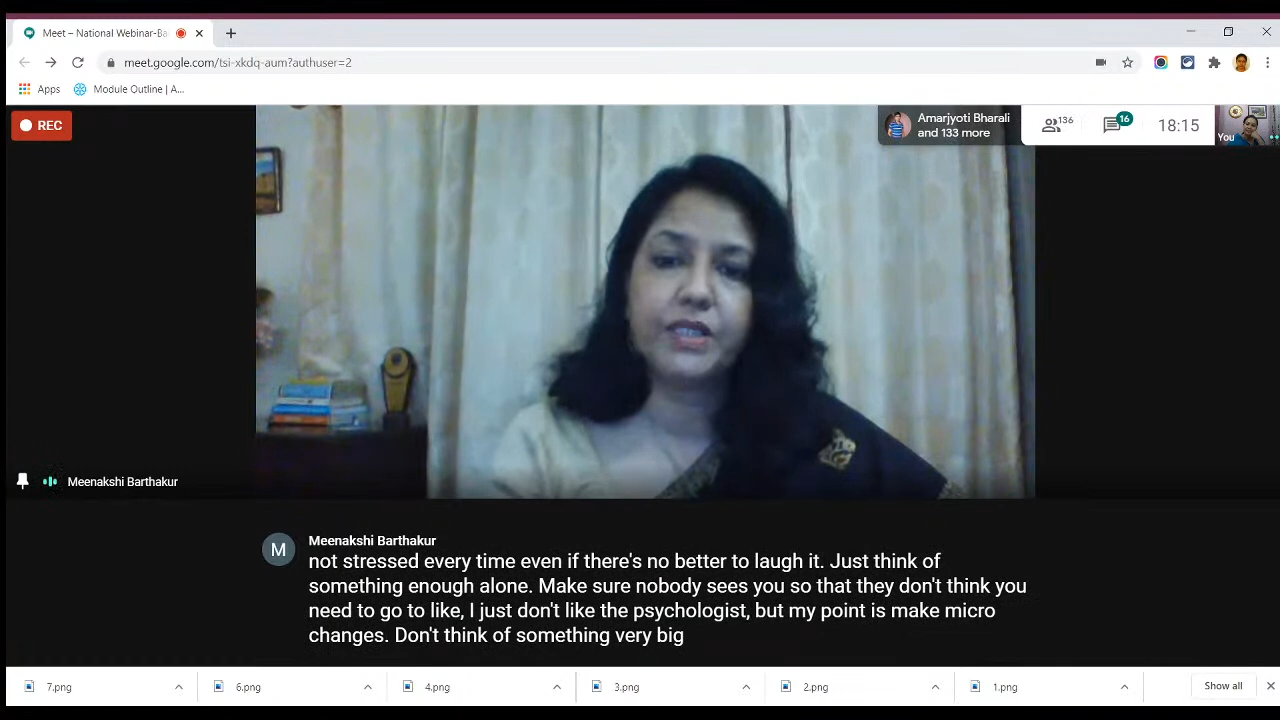 Meet – National Webinar-Ba
meet.google.com/tsi-xkdq-aum?authuser=2
Apps
Module Outline | A...
REC
Amarjyoti Bharali
and 133 more
136
16
18:15
You
Meenakshi Barthakur
M
Meenakshi Barthakur
not stressed every time even if there's no better to laugh it. Just think of
something enough alone. Make sure nobody sees you so that they don't think you
need to go to like, I just don't like the psychologist, but my point is make micro
changes. Don't think of something very big
7.png
6.png
4.png
3.png
2.png
1.png
Show all